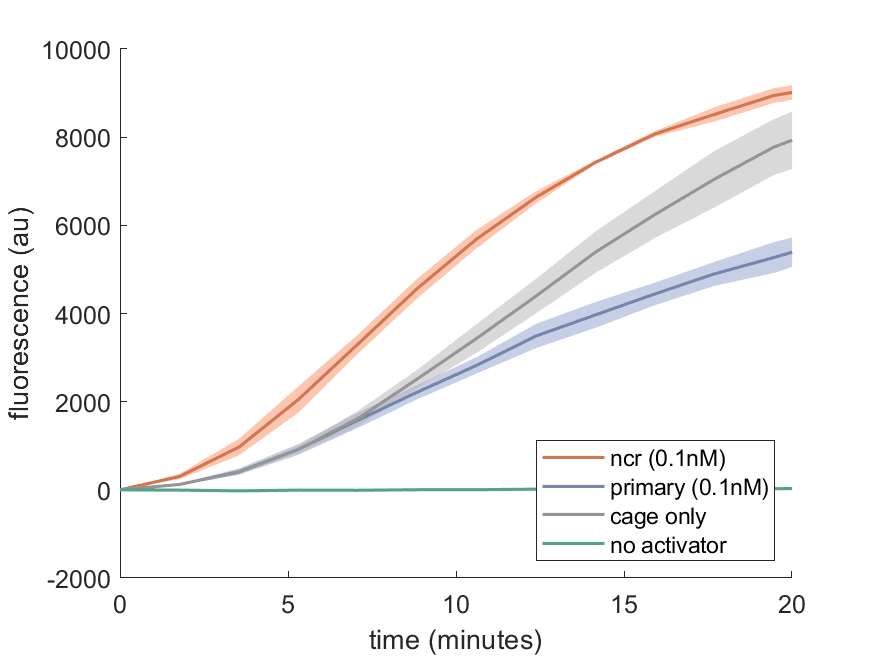 10000
8000
6000
4000
2000
0
-2000
fluorescence (au)
0 5 10 15 20
time (minutes)
ncr (0.1nM)
primary (0.1nM)
cage only
no activator